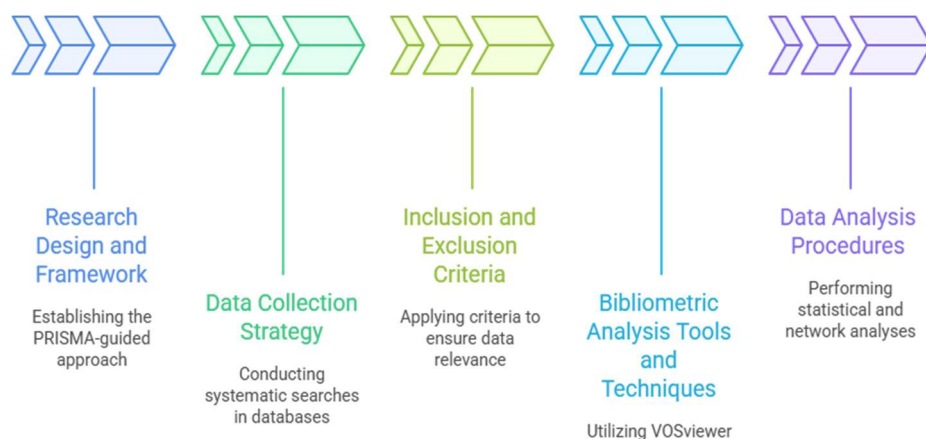 Research
Design and
Framework
Establishing the
PRISMA-guided
approach
Data Collection
Strategy
Conducting
systematic searches
in databases
Inclusion and
Exclusion
Criteria
Applying criteria to
ensure data
relevance
Bibliometric
Analysis Tools
and
Techniques
Utilizing VOSviewer
Data Analysis
Procedures
Performing
statistical and
network analyses